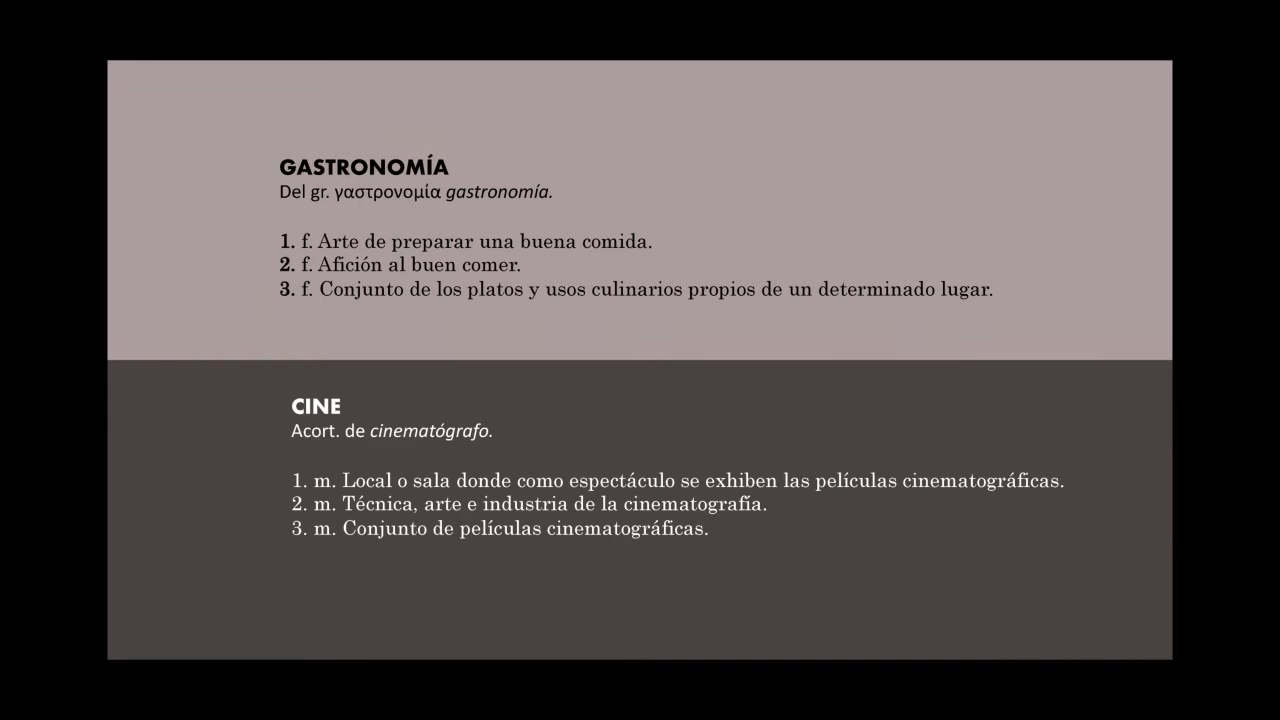 GASTRONOMÍA
Del gr. γαστρονομία gastronomía.
1. f. Arte de preparar una buena comida.
2. f. Afición al buen comer.
3. f. Conjunto de los platos y usos culinarios propios de un determinado lugar.
CINE
Acort. de cinematógrafo.
1. m. Local o sala donde como espectáculo se exhiben las películas cinematográficas.
2. m. Técnica, arte e industria de la cinematografía.
3. m. Conjunto de películas cinematográficas.